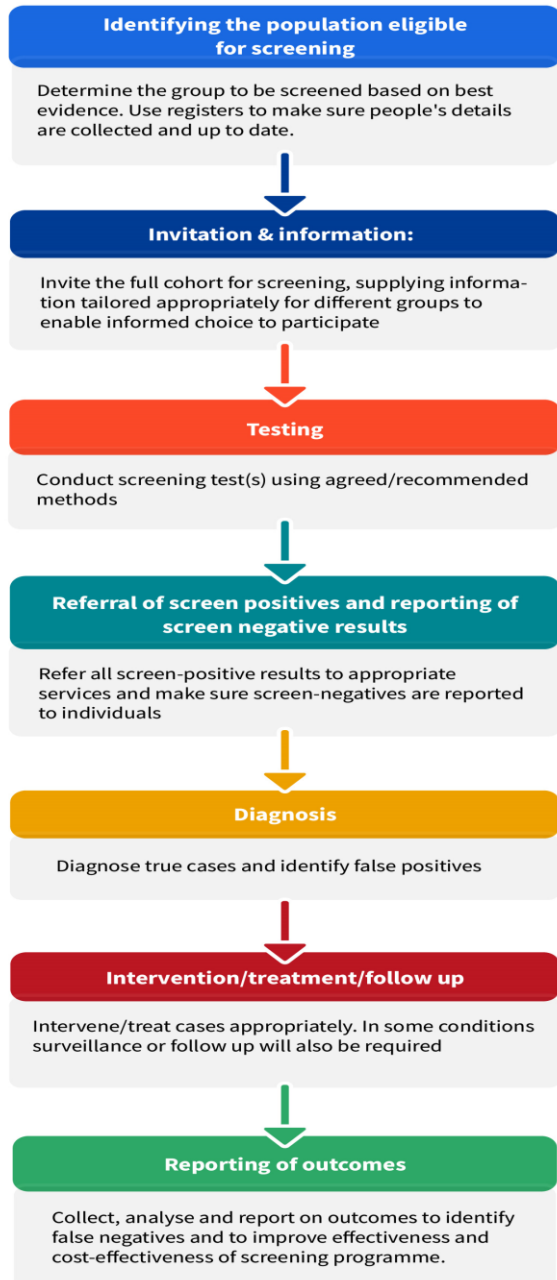 Identifying the population eligible
for screening
Determine the group to be screened based on best
evidence. Use registers to make sure people's details
are collected and up to date.
Invitation & information:
Invite the full cohort for screening, supplying informa-
tion tailored appropriately for different groups to
enable informed choice to participate
Testing
Conduct screening test(s) using agreed/recommended
methods
Referral of screen positives and reporting of
screen negative results
Refer all screen-positive results to appropriate
services and make sure screen-negatives are reported
to individuals
Diagnosis
Diagnose true cases and identify false positives
Intervention/treatment/follow up
Intervene/treat cases appropriately. In some conditions
surveillance or follow up will also be required
Reporting of outcomes
Collect, analyse and report on outcomes to identify
false negatives and to improve effectiveness and
cost-effectiveness of screening programme.